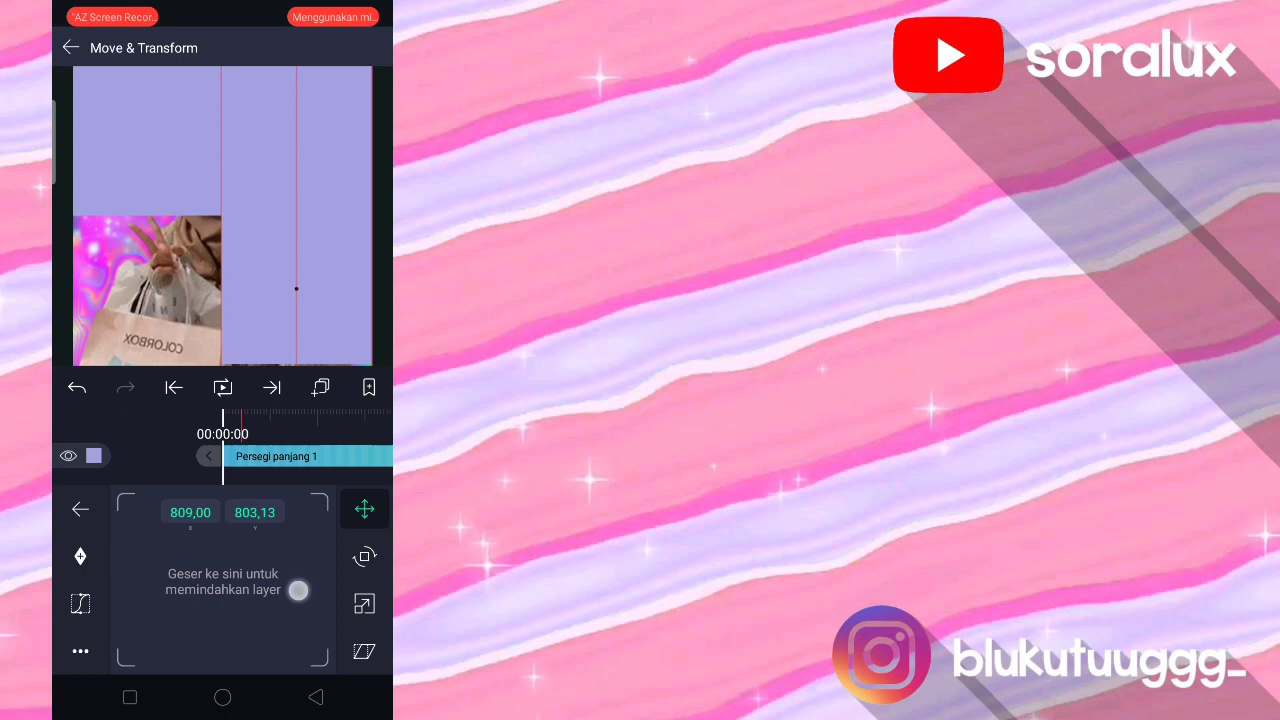 "AZ Screen Recor..
Menggunakan mi...
Move & Transform
COLORBOX
00:00:00
Persegi panjang 1
809,00
803,13
X
Y
Geser ke sini untuk
memindahkan layer
soralux
blukutuuggg_